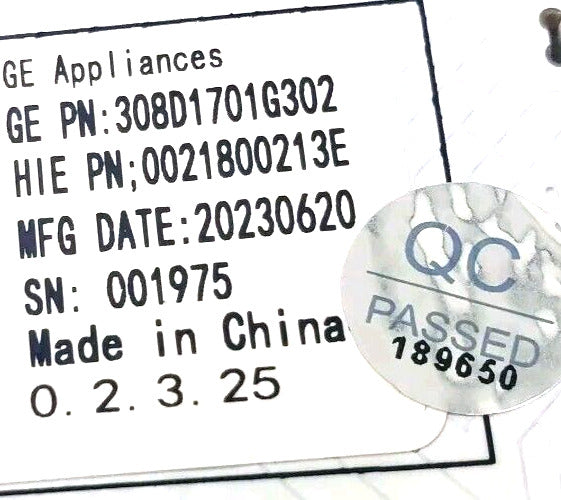 GE Appliances
GE PN:308D1701G302
HIE PN;0021800213E
MFG DATE:20230620
SN: 001975
Made in China
0. 2. 3. 25
QC
PASSED
189650